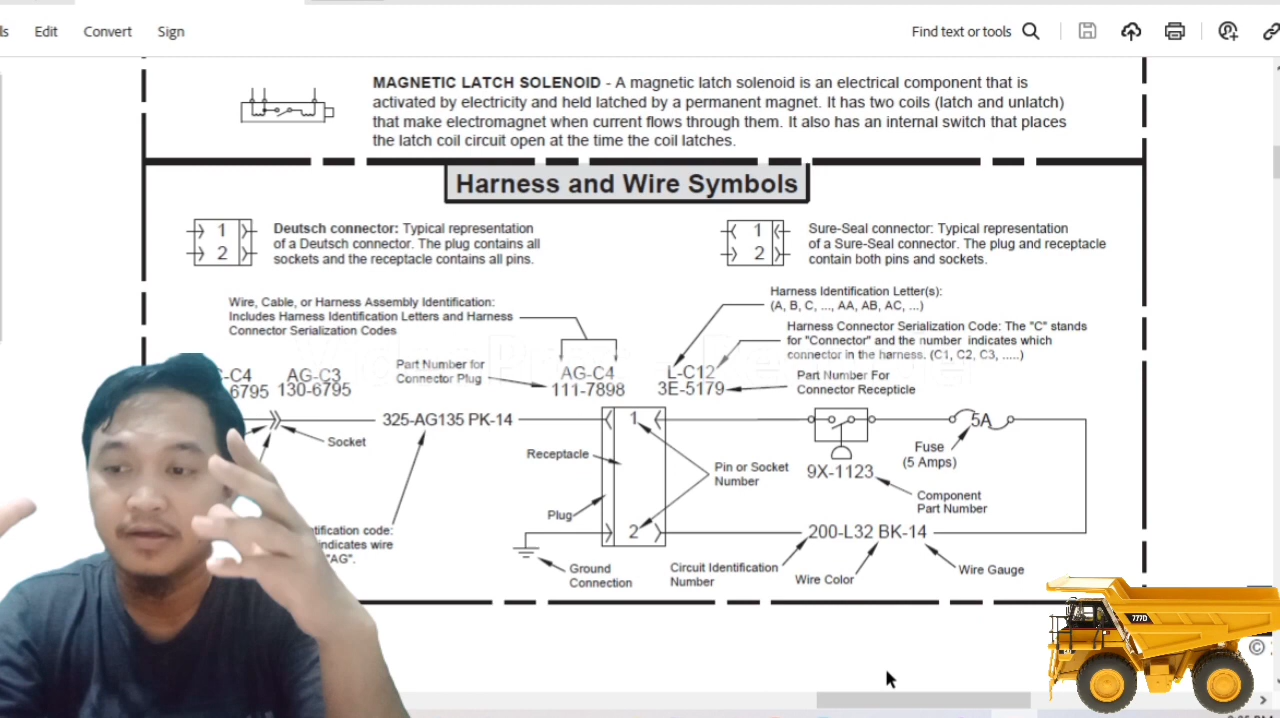 Edit Convert Sign Find text or tools
MAGNETIC LATCH SOLENOID - A magnetic latch solenoid is an electrical component that is
activated by electricity and held latched by a permanent magnet. It has two coils (latch and unlatch)
that make electromagnet when current flows through them. It also has an internal switch that places
the latch coil circuit open at the time the coil latches.
Harness and Wire Symbols
1
2
Deutsch connector: Typical representation
of a Deutsch connector. The plug contains all
sockets and the receptacle contains all pins.
1
2
Sure-Seal connector: Typical representation
of a Sure-Seal connector. The plug and receptacle
contain both pins and sockets.
Wire, Cable, or Harness Assembly Identification:
Includes Harness Identification Letters and Harness
Connector Serialization Codes
Harness Identification Letter(s):
(A, B, C, ..., AA, AB, AC, ...)
Harness Connector Serialization Code: The "C" stands
for "Connector" and the number indicates which
connector in the harness. (C1, C2, C3, .....)
-C4
6795
AG-C3
130-6795
Part Number for
Connector Plug
AG-C4
111-7898
L-C12
3E-5179
Part Number For
Connector Recepticle
325-AG135 PK-14
1
5A
Socket
Receptacle
Pin or Socket
Number
Fuse
(5 Amps)
9X-1123
Component
Part Number
Plug
2
200-L32 BK-14
tification code:
indicates wire
"AG".
Ground
Connection
Circuit Identification
Number
Wire Color
Wire Gauge
777D
©